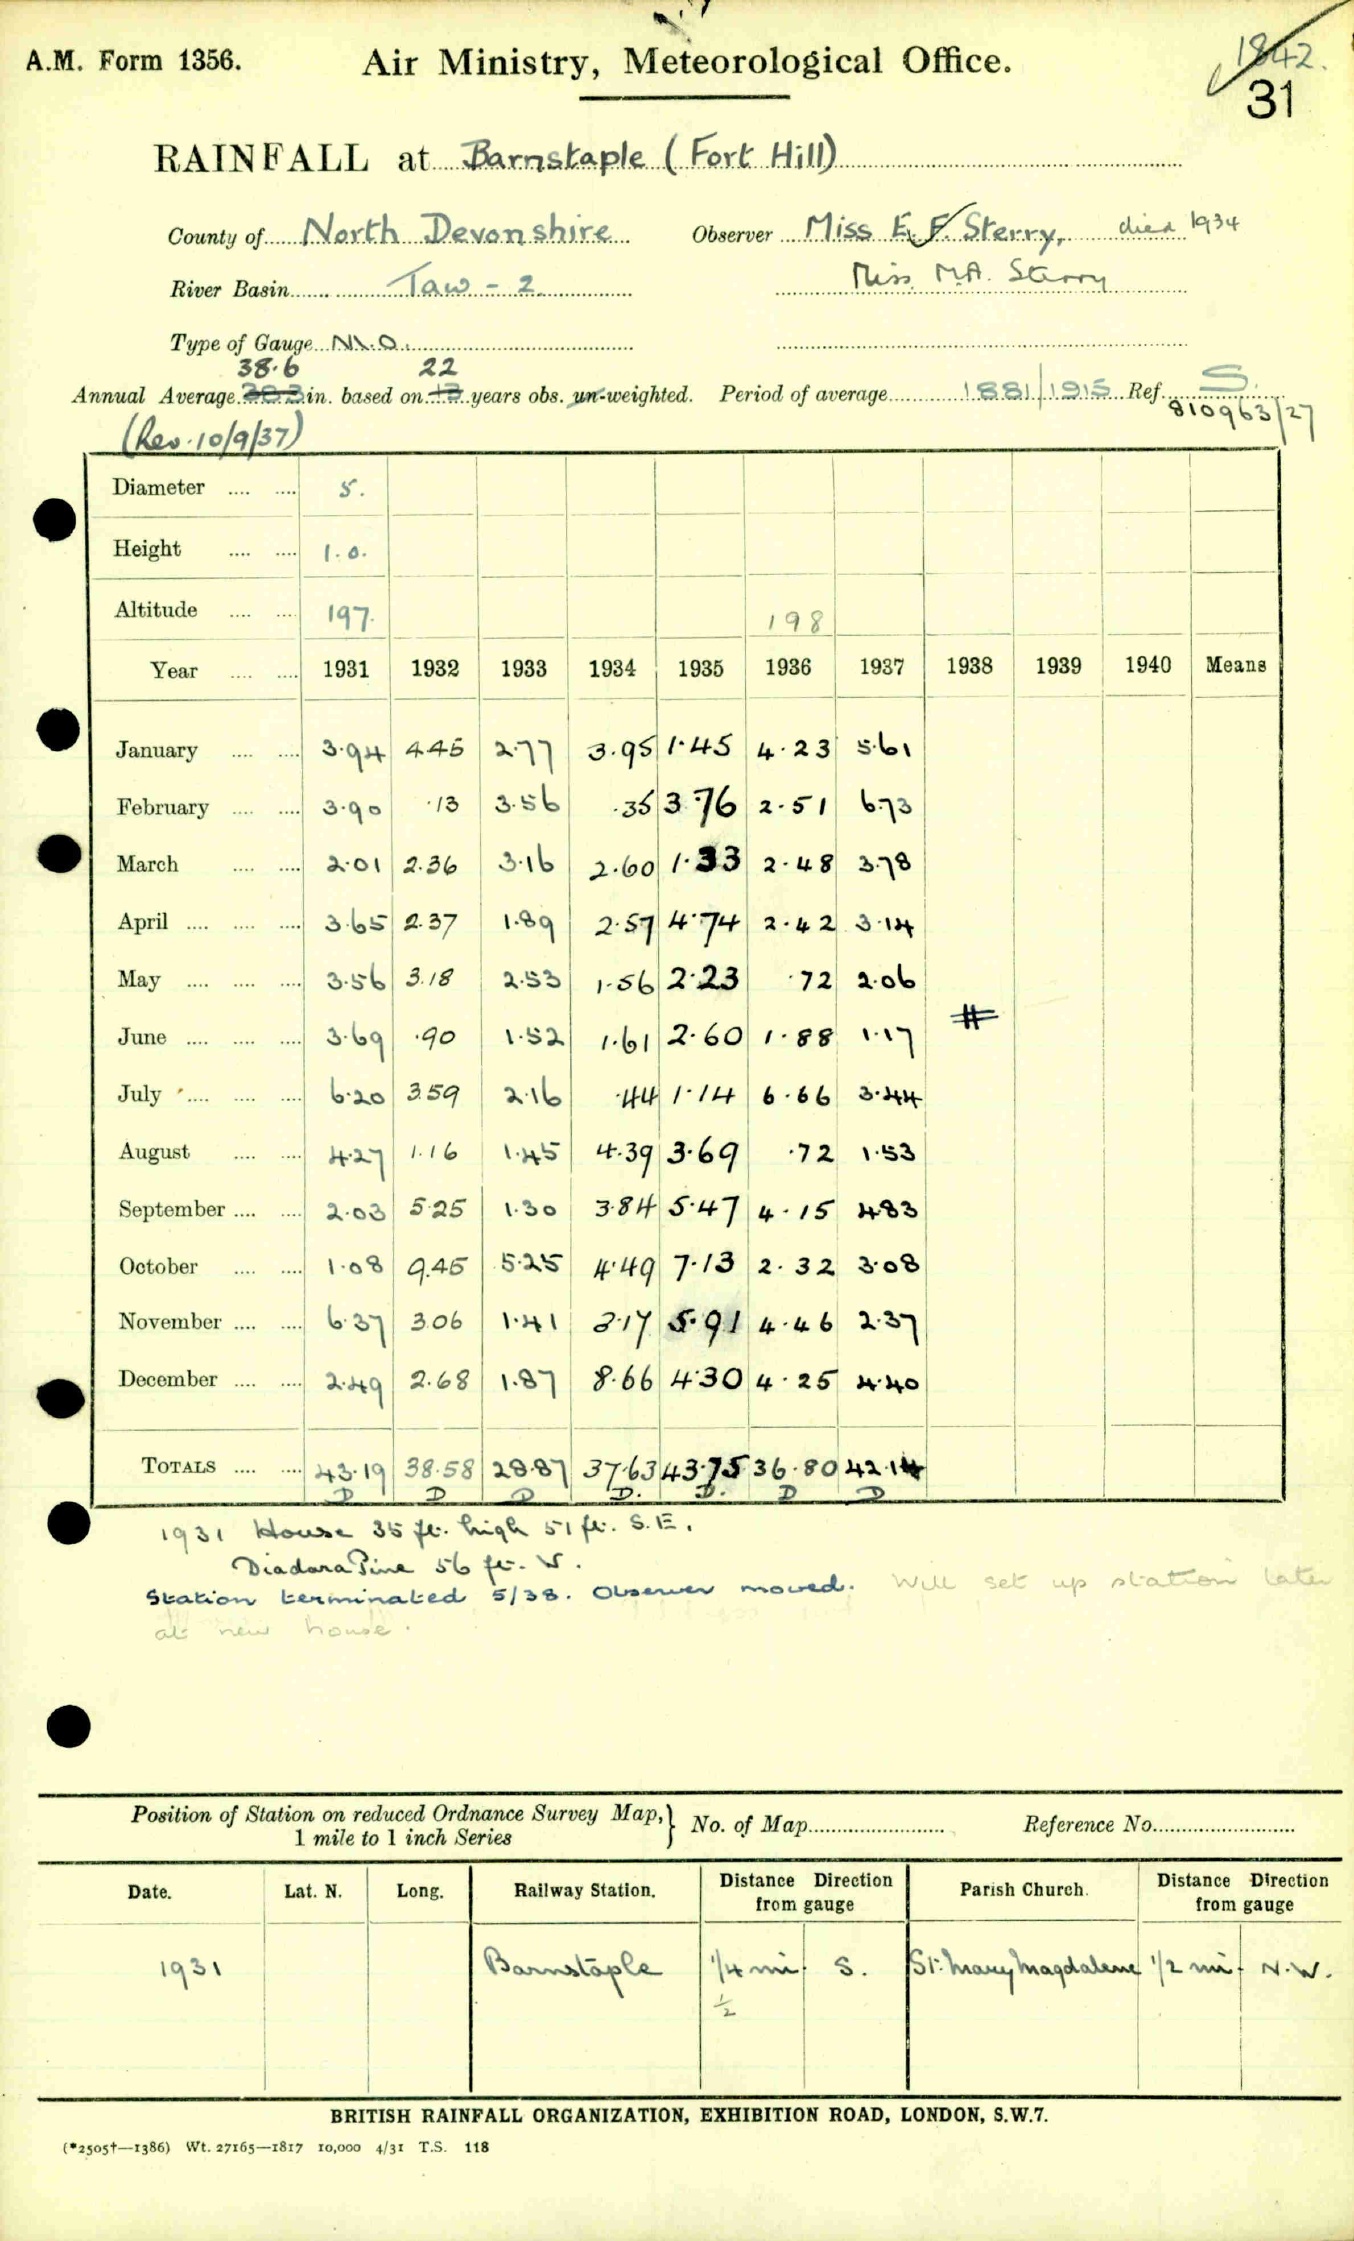 A.M. Form 1356. Air Ministry, Meteorological Office. 1842.
31
RAINFALL at Barnstaple (Fort Hill)
County of North Devonshire Observer Miss E. F. Sterry, died 1934
River Basin Taw - 2 Miss M.A. Sterry
Type of Gauge M.O.
38.6 22
Annual Average in. based on 13 years obs. un-weighted. Period of average 1881/1915 Ref. S.
810963/27
(Rev. 10/9/37)
Diameter .... .... 5.
Height .... .... 1.0.
Altitude .... .... 197. 198
Year .... .... 1931 1932 1933 1934 1935 1936 1937 1938 1939 1940 Means
January .... .... 3.94 4.45 2.77 3.95 1.45 4.23 5.61
February .... .... 3.90 .13 3.56 .35 3.76 2.51 6.73
March .... .... 2.01 2.36 3.16 2.60 1.33 2.48 3.78
April .... .... .... 3.65 2.37 1.89 2.57 4.74 2.42 3.14
May .... .... .... 3.56 3.18 2.53 1.56 2.23 .72 2.06
June .... .... .... 3.69 .90 1.52 1.61 2.60 1.88 1.17 #
July .... .... .... 6.20 3.59 2.16 .44 1.14 6.66 3.44
August .... .... 4.27 1.16 1.45 4.39 3.69 .72 1.53
September .... .... 2.03 5.25 1.30 3.84 5.47 4.15 4.83
October .... .... 1.08 9.45 5.25 4.49 7.13 2.32 3.08
November .... .... 6.37 3.06 1.41 3.17 5.91 4.46 2.37
December .... .... 2.49 2.68 1.87 8.66 4.30 4.25 4.40
TOTALS .... .... 43.19 38.58 28.87 37.63 43.75 36.80 42.14
D D D D. D. D D
1931 House 35 ft. high 51 ft. S.E.
Diadara Pine 56 ft. W.
Station terminated 5/38. Observer moved. Will set up station later
at new house.
Position of Station on reduced Ordnance Survey Map,} No. of Map Reference No.
1 mile to 1 inch Series
Date. Lat. N. Long. Railway Station. Distance Direction from gauge Parish Church. Distance Direction from gauge
1931 Barnstaple 1/4 mi S. St. Mary Magdalene 1/2 mi N.W.
1/2
BRITISH RAINFALL ORGANIZATION, EXHIBITION ROAD, LONDON, S.W.7.
(*2505†—1386) Wt. 27165—1817 10,000 4/31 T.S. 118